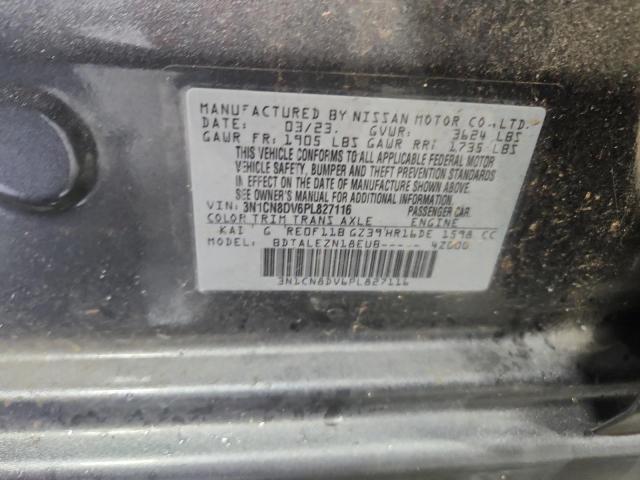 MANUFACTURED BY NISSAN MOTOR CO.,LTD.
DATE: 03/23. GVWR: 3624 LBS
GAWR FR: 1905 LBS GAWR RR: 1735 LBS
THIS VEHICLE CONFORMS TO ALL APPLICABLE FEDERAL MOTOR
VEHICLE SAFETY, BUMPER AND THEFT PREVENTION STANDARDS
IN EFFECT ON THE DATE OF MANUFACTURE SHOWN ABOVE.
SEE OWNER'S MANUAL FOR ADDITIONAL INFORMATION.
VIN: 3N1CN8DV6PL827116 PASSENGER CAR.
COLOR TRIM TRANS AXLE ENGINE
KAI G RE0F11B GZ39 HR16DE 1598 CC
MODEL: BDTALEZN18EUB----- 42000
3N1CN8DV6PL827116